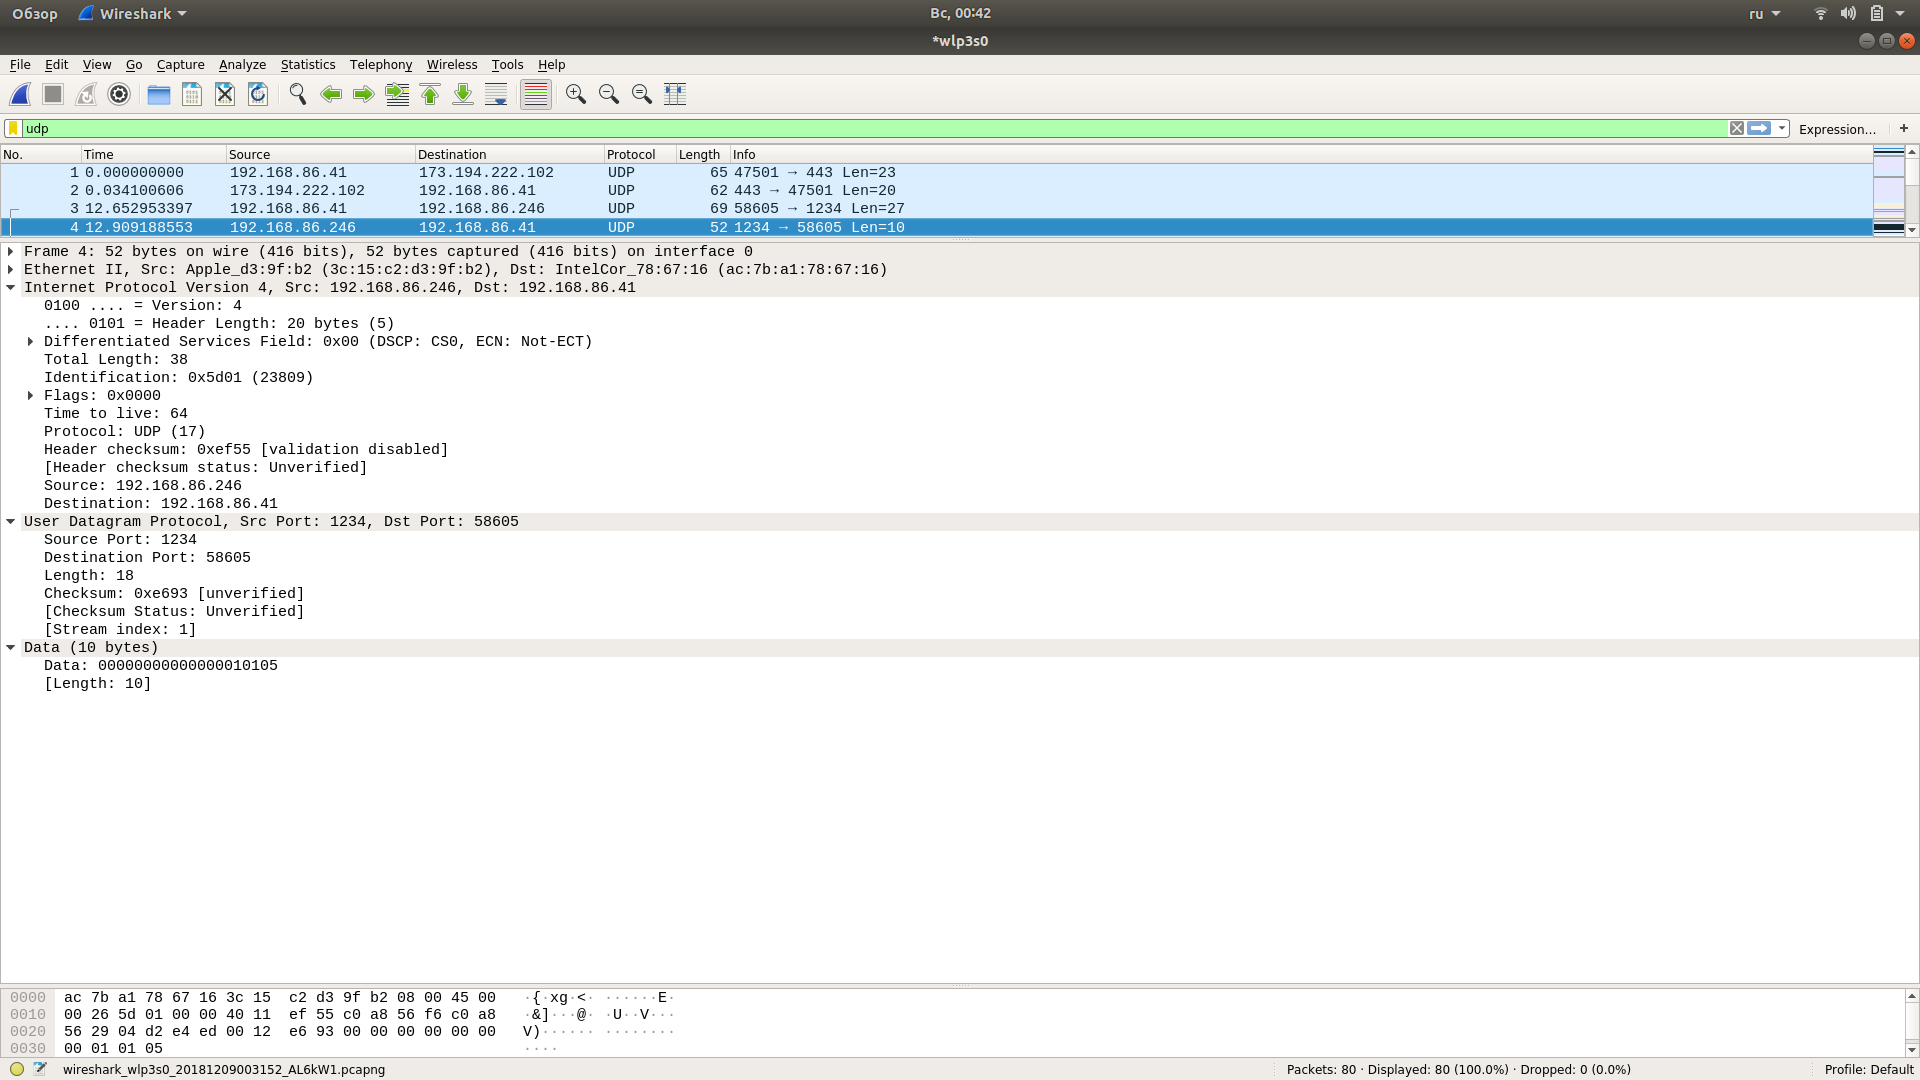 Обзор Wireshark Вс, 00:42 ru
*wlp3s0
File Edit View Go Capture Analyze Statistics Telephony Wireless Tools Help
udp Expression... +
No. Time Source Destination Protocol Length Info
1 0.000000000 192.168.86.41 173.194.222.102 UDP 65 47501 → 443 Len=23
2 0.034100606 173.194.222.102 192.168.86.41 UDP 62 443 → 47501 Len=20
3 12.652953397 192.168.86.41 192.168.86.246 UDP 69 58605 → 1234 Len=27
4 12.909188553 192.168.86.246 192.168.86.41 UDP 52 1234 → 58605 Len=10
Frame 4: 52 bytes on wire (416 bits), 52 bytes captured (416 bits) on interface 0
Ethernet II, Src: Apple_d3:9f:b2 (3c:15:c2:d3:9f:b2), Dst: IntelCor_78:67:16 (ac:7b:a1:78:67:16)
Internet Protocol Version 4, Src: 192.168.86.246, Dst: 192.168.86.41
0100 .... = Version: 4
.... 0101 = Header Length: 20 bytes (5)
Differentiated Services Field: 0x00 (DSCP: CS0, ECN: Not-ECT)
Total Length: 38
Identification: 0x5d01 (23809)
Flags: 0x0000
Time to live: 64
Protocol: UDP (17)
Header checksum: 0xef55 [validation disabled]
[Header checksum status: Unverified]
Source: 192.168.86.246
Destination: 192.168.86.41
User Datagram Protocol, Src Port: 1234, Dst Port: 58605
Source Port: 1234
Destination Port: 58605
Length: 18
Checksum: 0xe693 [unverified]
[Checksum Status: Unverified]
[Stream index: 1]
Data (10 bytes)
Data: 00000000000000010105
[Length: 10]
0000 ac 7b a1 78 67 16 3c 15 c2 d3 9f b2 08 00 45 00 ·{·xg·<· ······E·
0010 00 26 5d 01 00 00 40 11 ef 55 c0 a8 56 f6 c0 a8 ·&]···@· ·U··V···
0020 56 29 04 d2 e4 ed 00 12 e6 93 00 00 00 00 00 00 V)······ ········
0030 00 01 01 05 ····
wireshark_wlp3s0_20181209003152_AL6kW1.pcapng Packets: 80 · Displayed: 80 (100.0%) · Dropped: 0 (0.0%) Profile: Default